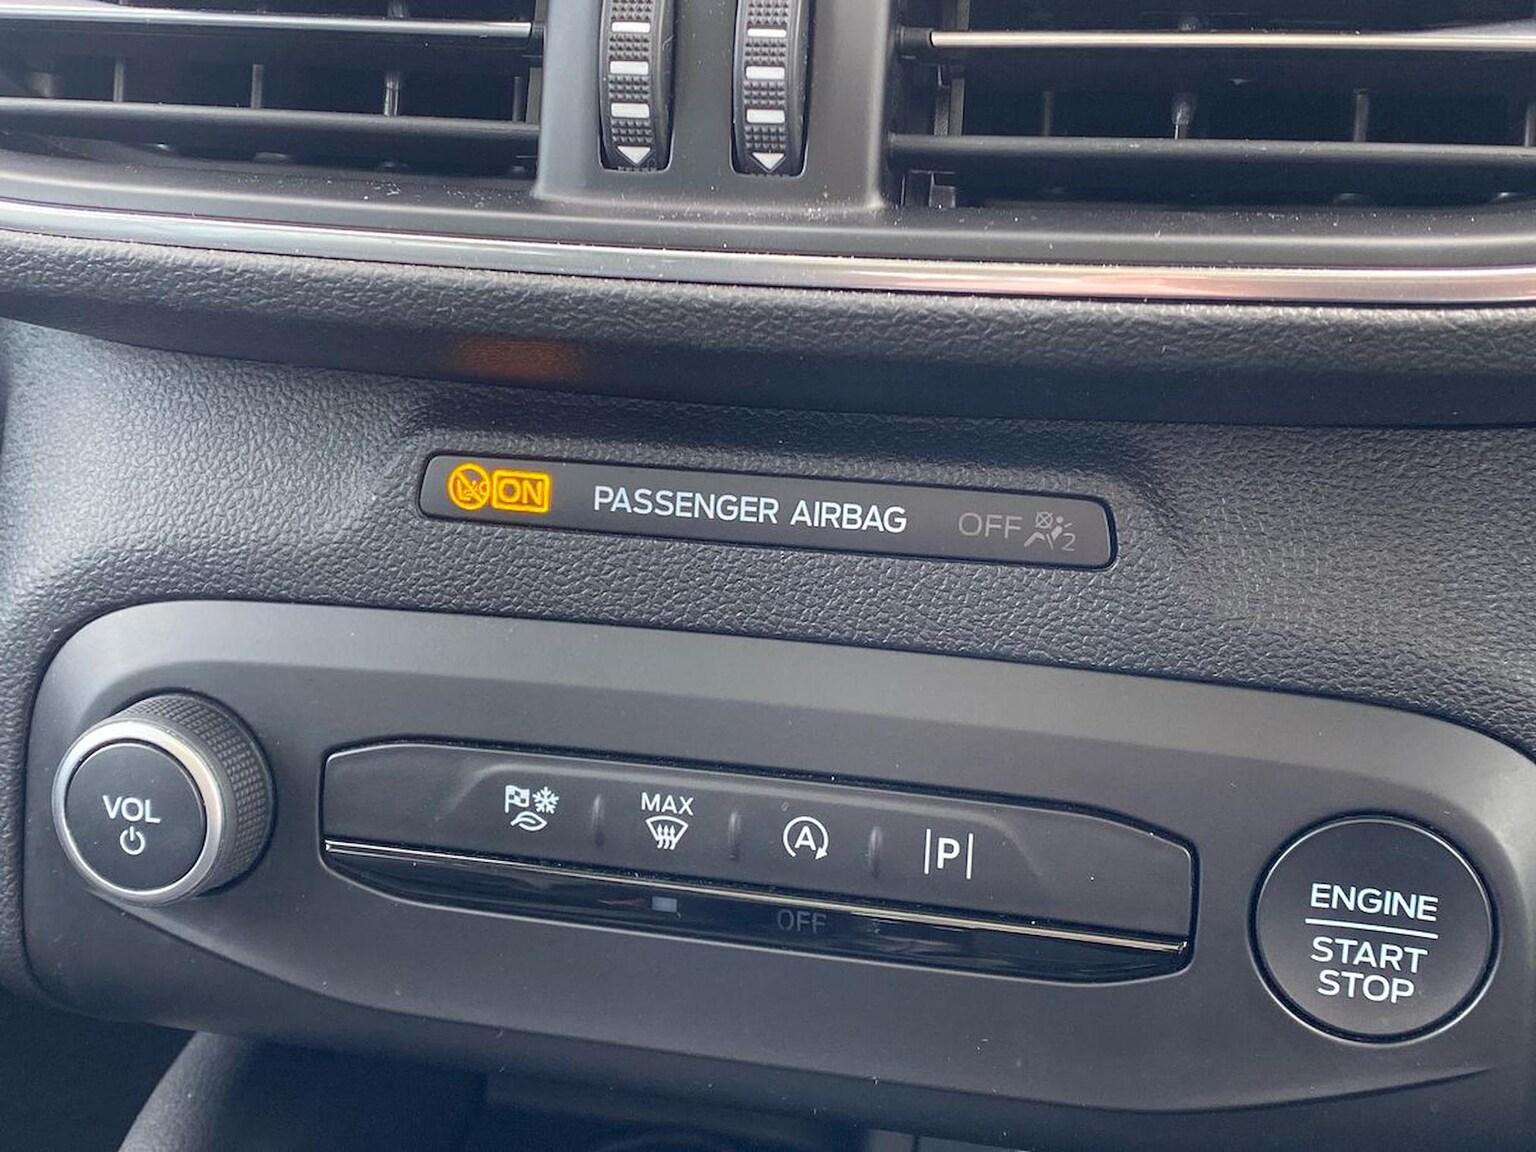 ON PASSENGER AIRBAG OFF 2
VOL
MAX
A
P
OFF
ENGINE
START
STOP